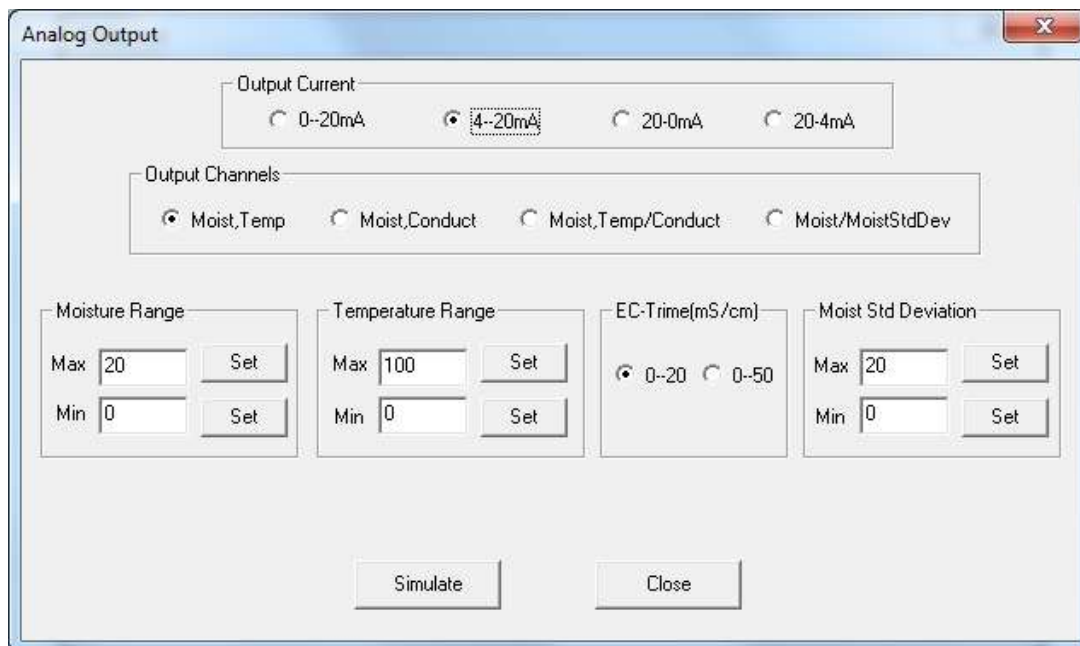 Analog Output
Output Current
0--20mA 4--20mA 20-0mA 20-4mA
Output Channels
Moist,Temp Moist,Conduct Moist,Temp/Conduct Moist/MoistStdDev
Moisture Range
Max 20 Set
Min 0 Set
Temperature Range
Max 100 Set
Min 0 Set
EC-Trime(mS/cm)
0--20 0--50
Moist Std Deviation
Max 20 Set
Min 0 Set
Simulate Close